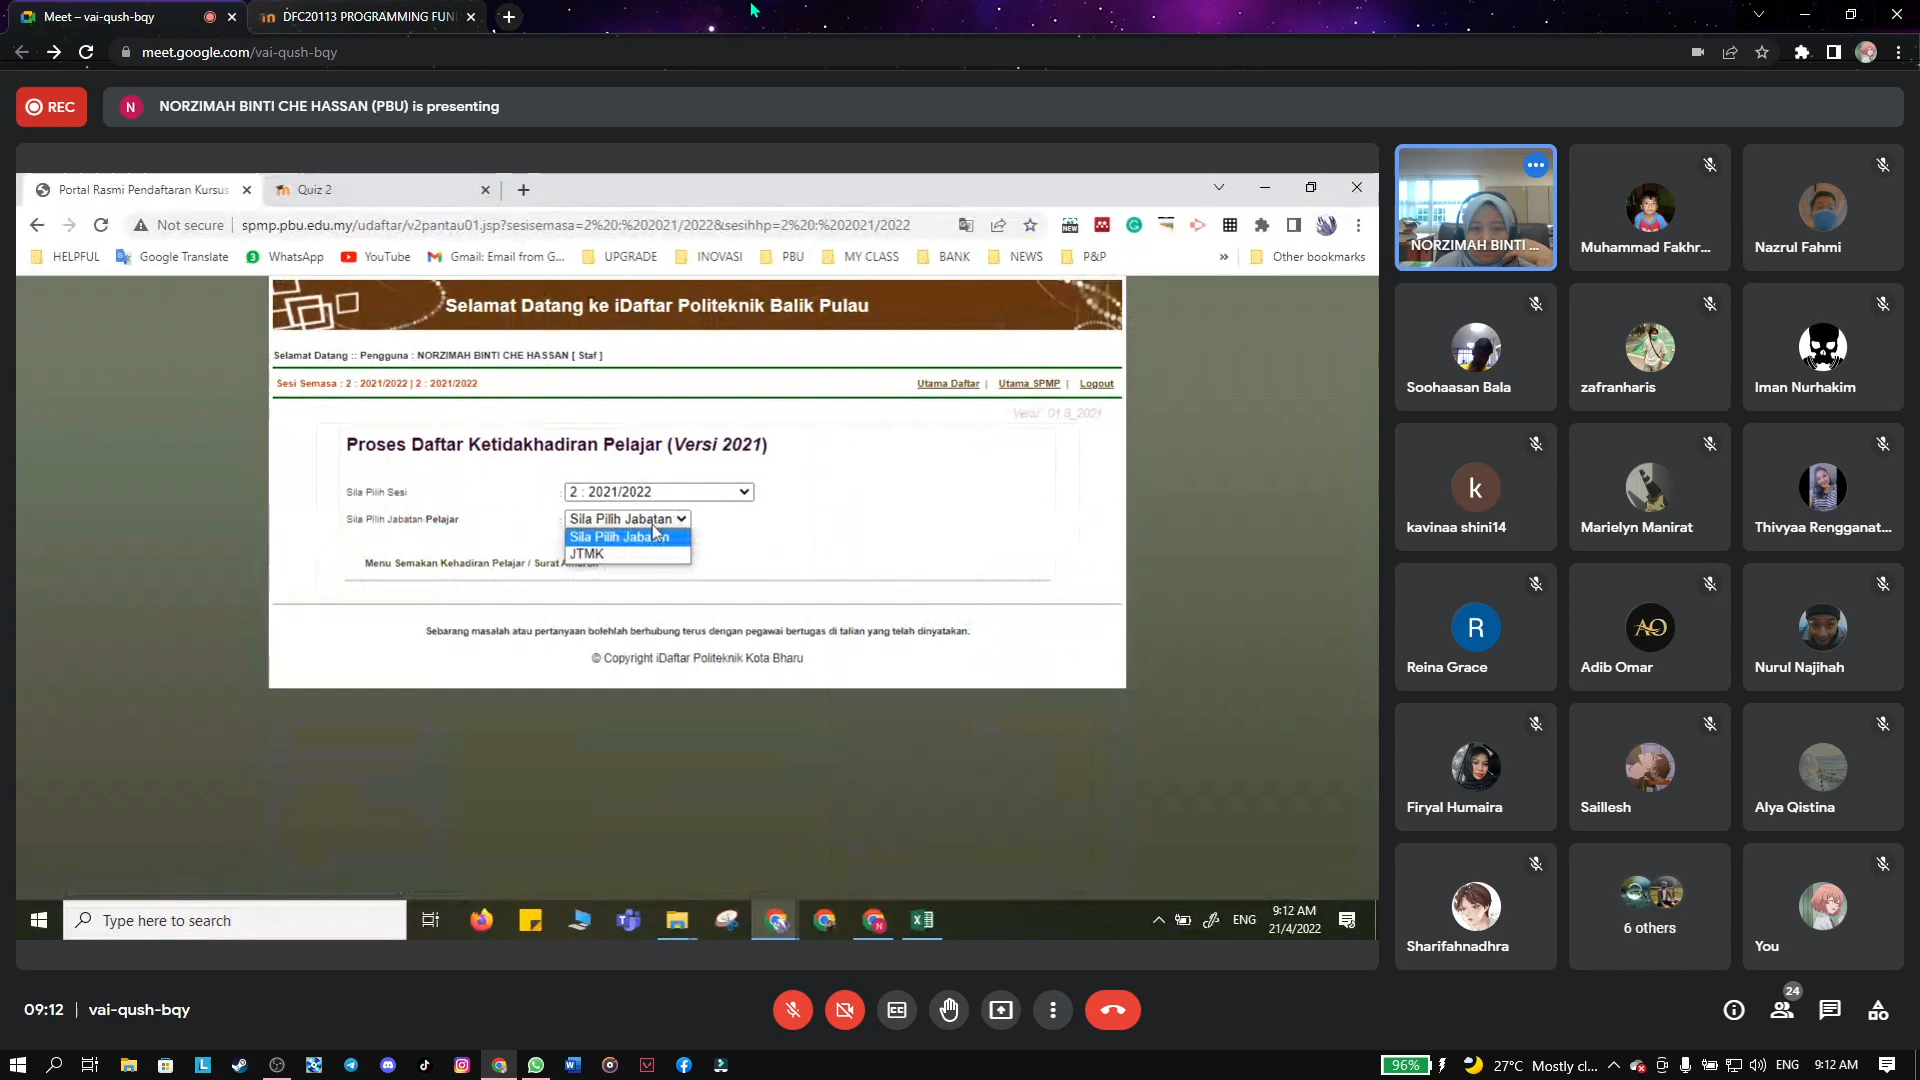 Meet – vai-qush-bqy
DFC20113 PROGRAMMING FUN
meet.google.com/vai-qush-bqy
REC
N NORZIMAH BINTI CHE HASSAN (PBU) is presenting
Portal Rasmi Pendaftaran Kursus
Quiz 2
Not secure
spmp.pbu.edu.my/udaftar/v2pantau01.jsp?sesisemasa=2%20:%202021/2022&sesihhp=2%20:%202021/2022
HELPFUL
Google Translate
WhatsApp
YouTube
Gmail: Email from G...
UPGRADE
INOVASI
PBU
MY CLASS
BANK
NEWS
P&P
» Other bookmarks
Selamat Datang ke iDaftar Politeknik Balik Pulau
Selamat Datang :: Pengguna : NORZIMAH BINTI CHE HASSAN [ Staf ]
Sesi Semasa : 2 : 2021/2022 | 2 : 2021/2022
Utama Daftar | Utama SPMP | Logout
Proses Daftar Ketidakhadiran Pelajar (Versi 2021)
Sila Pilih Sesi : 2 : 2021/2022
Sila Pilih Jabatan Pelajar : Sila Pilih Jabatan
Sila Pilih Jabatan
JTMK
Menu Semakan Kehadiran Pelajar / Surat Amaran
Sebarang masalah atau pertanyaan bolehlah berhubung terus dengan pegawai bertugas di talian yang telah dinyatakan.
© Copyright iDaftar Politeknik Kota Bharu
Type here to search
ENG
9:12 AM
21/4/2022
NORZIMAH BINTI ...
Muhammad Fakhr...
Nazrul Fahmi
Soohaasan Bala
zafranharis
Iman Nurhakim
k
kavinaa shini14
Marielyn Manirat
Thivyaa Rengganat...
R
Reina Grace
AO
Adib Omar
Nurul Najihah
Firyal Humaira
Saillesh
Alya Qistina
Sharifahnadhra
6 others
You
09:12 | vai-qush-bqy
24
96%
27°C Mostly cl...
ENG
9:12 AM